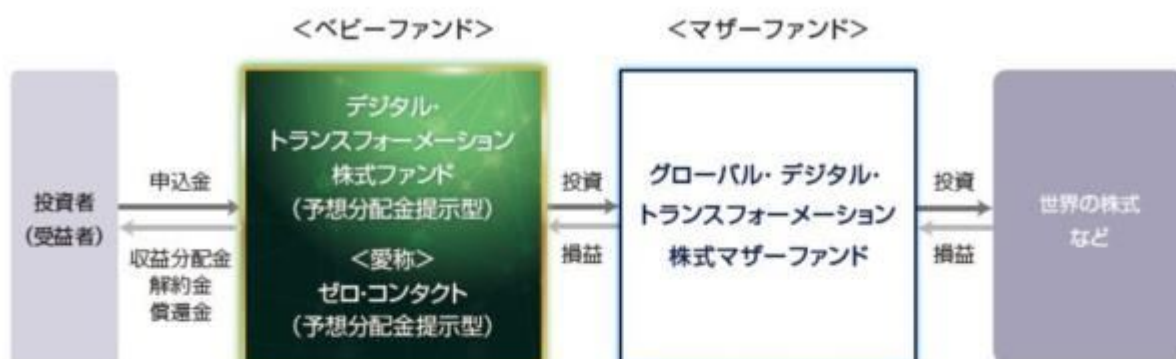 <ベビーファンド>
<マザーファンド>
投資者
(受益者)
申込金
収益分配金
解約金
償還金
デジタル・
トランスフォーメーション
株式ファンド
(予想分配金提示型)
<愛称>
ゼロ・コンタクト
(予想分配金提示型)
投資
損益
グローバル・デジタル・
トランスフォーメーション
株式マザーファンド
投資
損益
世界の株式
など